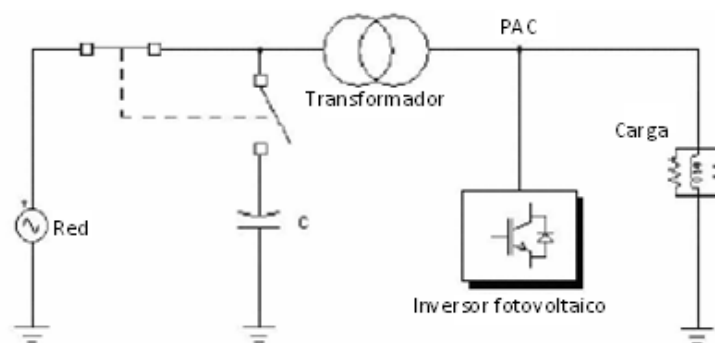 PAC
Transformador
Carga
Red
C
Inversor fotovoltaico